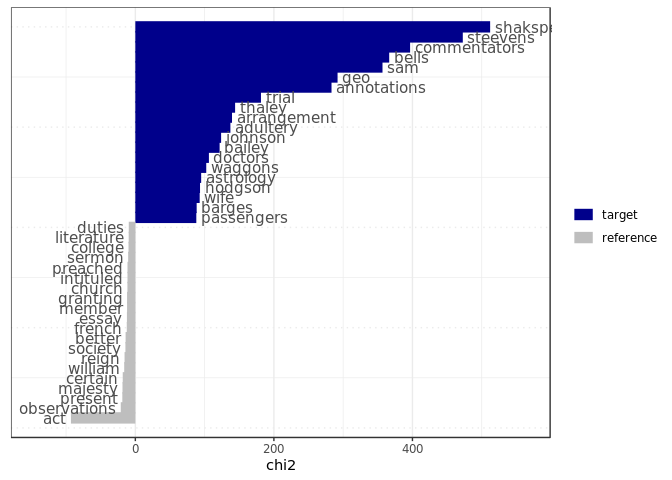 shakspe
steevens
commentators
bells
sam
geo
annotations
trial
thaley
arrangement
adultery
johnson
bailey
doctors
waggons
astrology
hodgson
wife
barges
passengers
duties
literature
college
sermon
preached
intituled
church
granting
member
essay
french
better
society
reign
william
certain
majesty
present
observations
act
target
reference
0 200 400
chi2